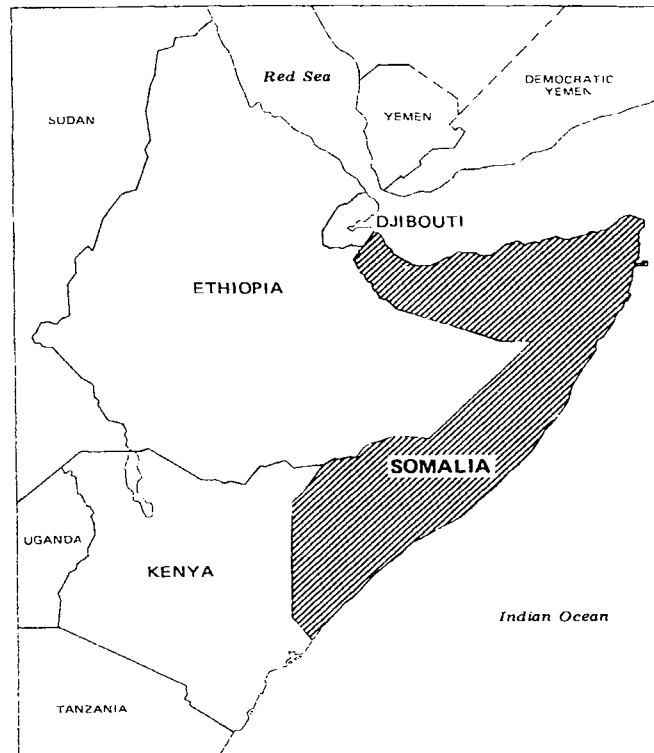 Red Sea
DEMOCRATIC
YEMEN
SUDAN
YEMEN
DJIBOUTI
ETHIOPIA
SOMALIA
UGANDA
KENYA
Indian Ocean
TANZANIA